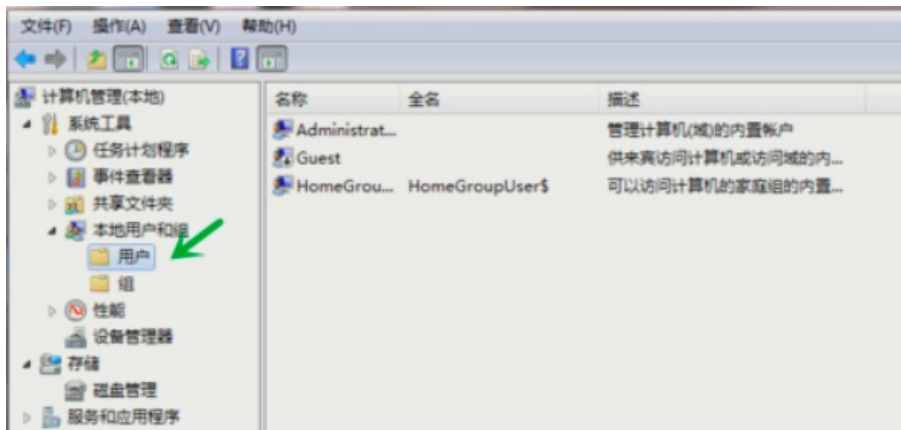 文件(F) 操作(A) 查看(V) 帮助(H)
计算机管理(本地)
系统工具
任务计划程序
事件查看器
共享文件夹
本地用户和组
用户
组
性能
设备管理器
存储
磁盘管理
服务和应用程序
名称 全名 描述
Administrat... 管理计算机(域)的内置帐户
Guest 供来宾访问计算机或访问域的内...
HomeGrou... HomeGroupUser$ 可以访问计算机的家庭组的内置...